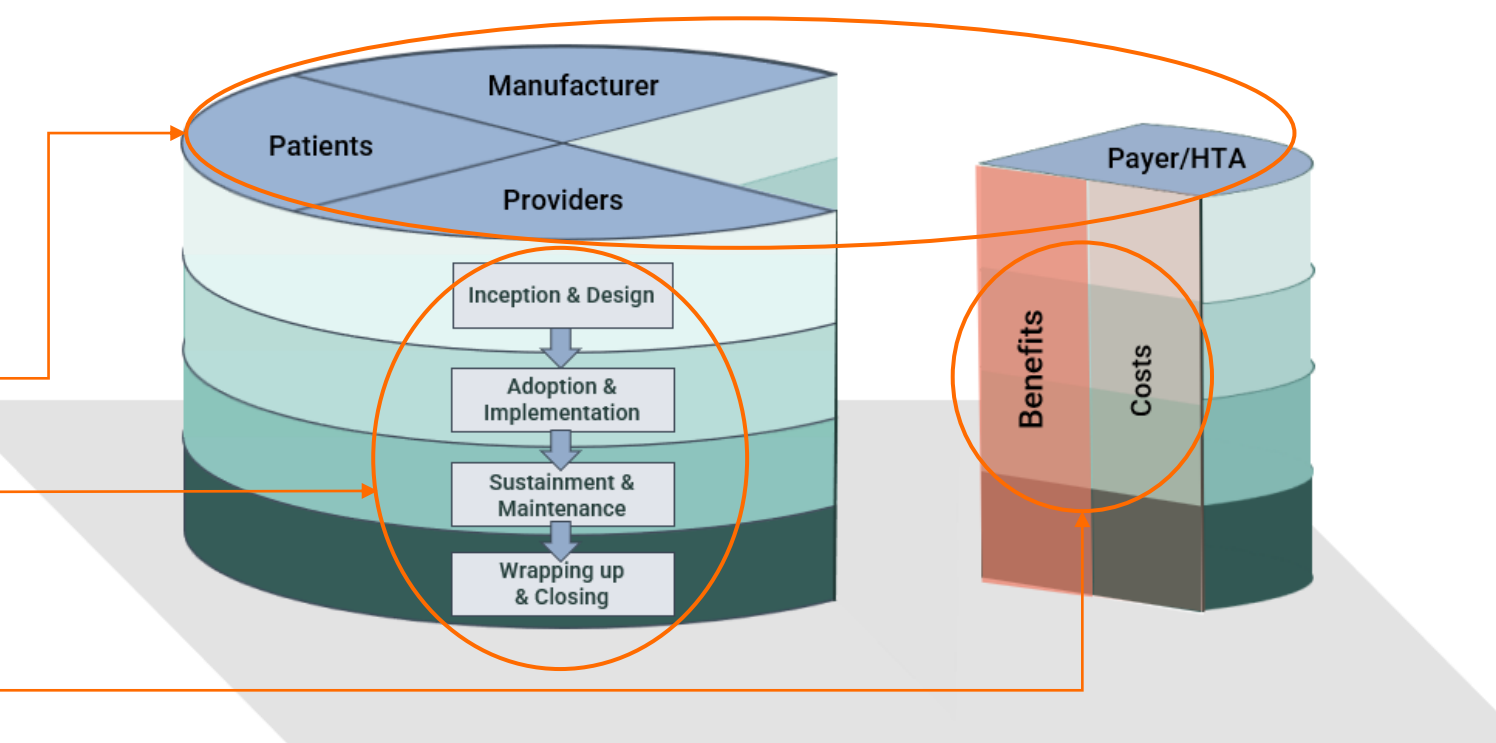 Manufacturer
Patients
Payer/HTA
Providers
Inception & Design
Adoption &
Implementation
Sustainment &
Maintenance
Wrapping up
& Closing
Benefits
Costs